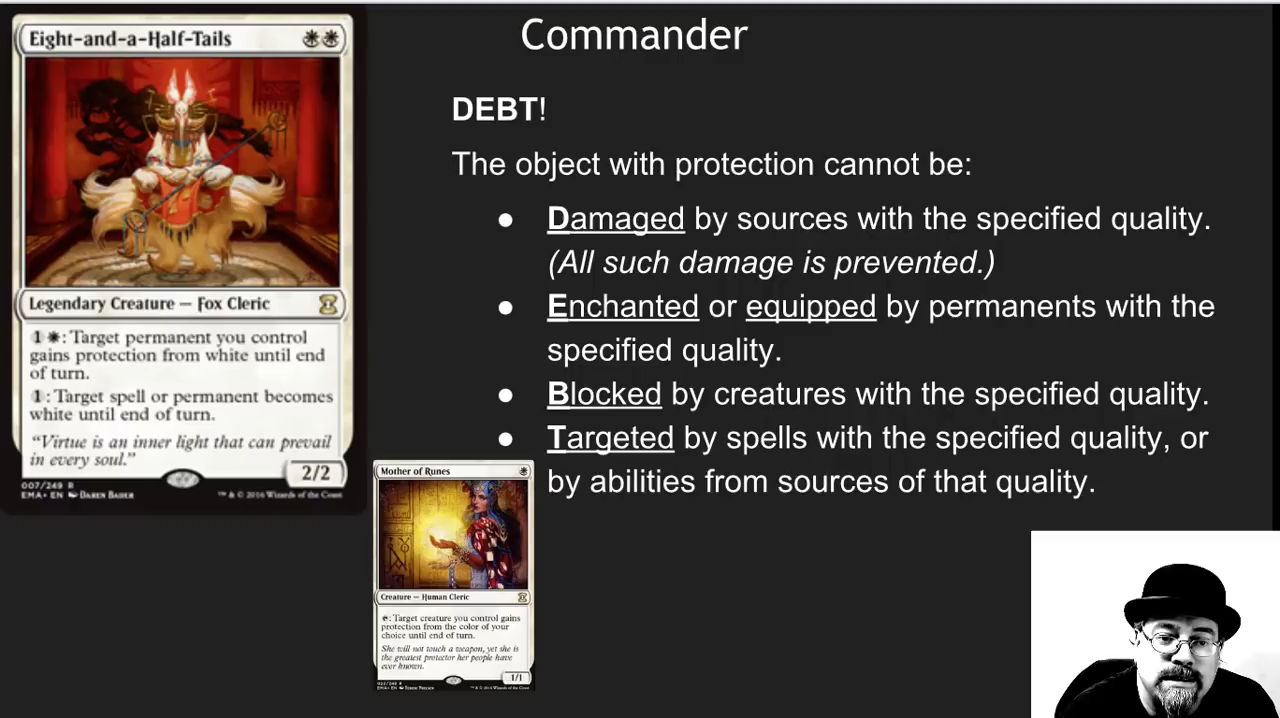 Eight-and-a-Half-Tails
Legendary Creature — Fox Cleric
1: Target permanent you control
gains protection from white until end
of turn.
1: Target spell or permanent becomes
white until end of turn.
“Virtue is an inner light that can prevail
in every soul.”
2/2
007/249 R
EMA • EN DAREN BADER
™ & © 2016 Wizards of the Coast
Commander
DEBT!
The object with protection cannot be:
● Damaged by sources with the specified quality.
(All such damage is prevented.)
● Enchanted or equipped by permanents with the
specified quality.
● Blocked by creatures with the specified quality.
● Targeted by spells with the specified quality, or
by abilities from sources of that quality.
Mother of Runes
Creature — Human Cleric
: Target creature you control gains
protection from the color of your
choice until end of turn.
She will not touch a weapon, yet she is
the greatest protector her people have
ever known.
1/1